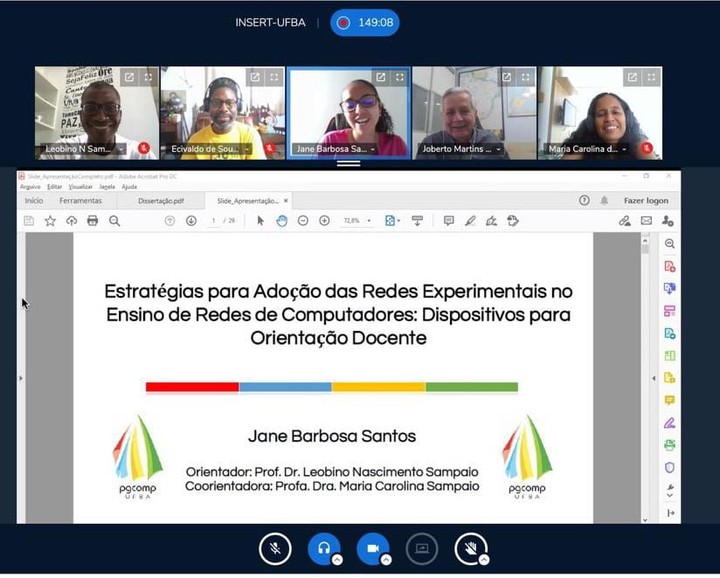 INSERT-UFBA | 149:08
SejaFeliz
PAZ
Leobino N Sam...
Ecivaldo de Sou...
Jane Barbosa Sa...
Joberto Martins ...
Maria Carolina d...
Slide_ApresentaçãoCompleto.pdf - Adobe Acrobat Pro DC
Arquivo Editar Visualizar Janela Ajuda
Início Ferramentas Dissertação.pdf Slide_Apresentação... × Fazer logon
1 / 29 72,8%
Estratégias para Adoção das Redes Experimentais no
Ensino de Redes de Computadores: Dispositivos para
Orientação Docente
Jane Barbosa Santos
Orientador: Prof. Dr. Leobino Nascimento Sampaio
Coorientadora: Profa. Dra. Maria Carolina Sampaio
pgcomp
UFBA
pgcomp
UFBA